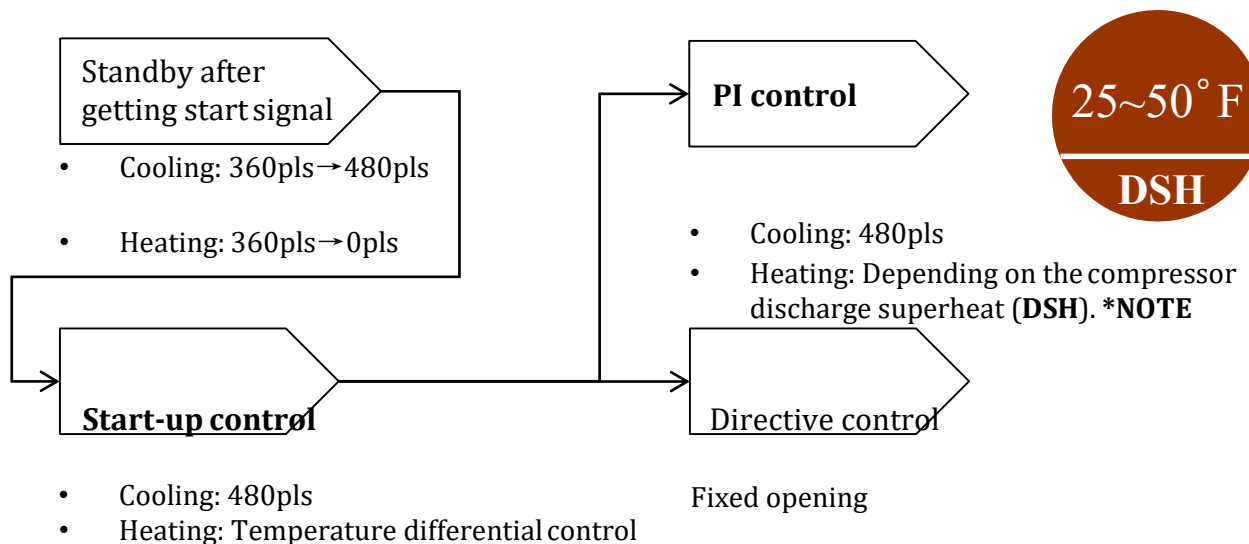 Standby after
getting start signal
• Cooling: 360pls→480pls
• Heating: 360pls→0pls
Start-up control
• Cooling: 480pls
• Heating: Temperature differential control
PI control
• Cooling: 480pls
• Heating: Depending on the compressor
discharge superheat (DSH). *NOTE
Directive control
Fixed opening
25~50°F
DSH